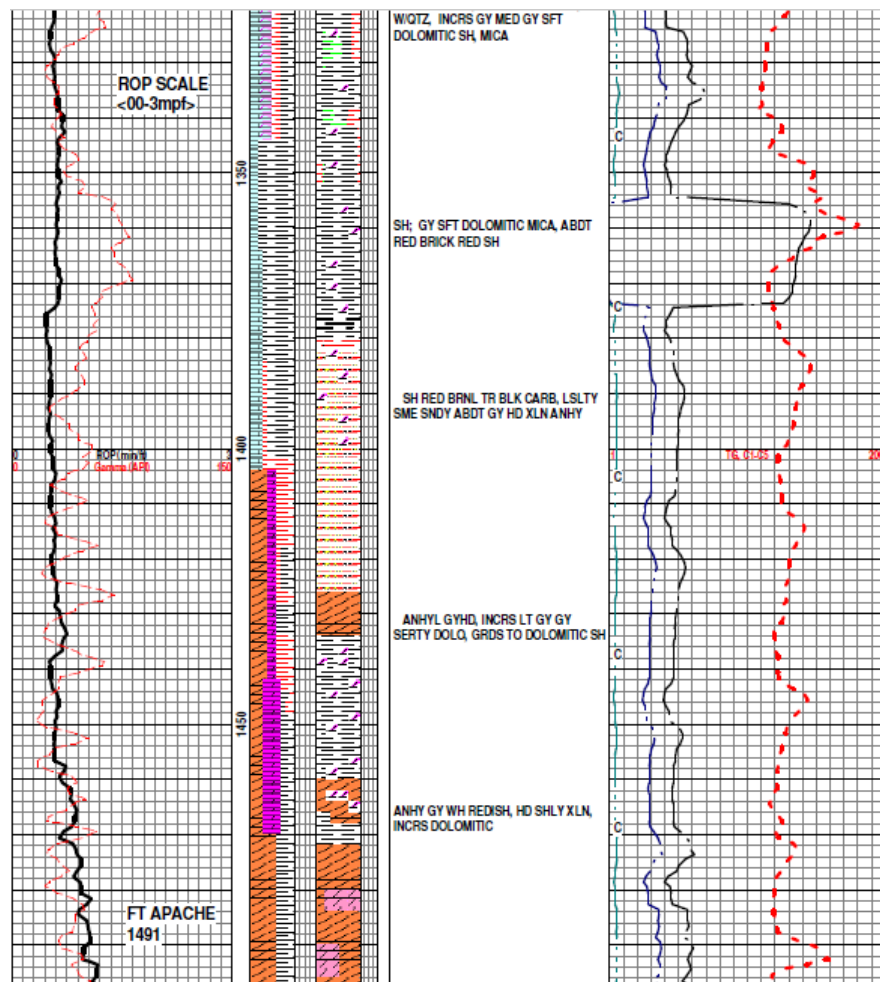 W/QTZ, INCRS GY MED GY SFT
DOLOMITIC SH, MICA
ROP SCALE
<00-3mpf>
C
1350
SH; GY SFT DOLOMITIC MICA, ABDT
RED BRICK RED SH
C
SH RED BRNL TR BLK CARB, LSLTY
SME SNDY ABDT GY HD XLN ANHY
1400
0 ROP (min/ft) 3
0 Gamma (API) 150
1 TG, C1-C5 200
C
ANHYL GYHD, INCRS LT GY GY
SERTY DOLO, GRDS TO DOLOMITIC SH
C
1450
ANHY GY WH REDISH, HD SHLY XLN,
INCRS DOLOMITIC
C
FT APACHE
1491